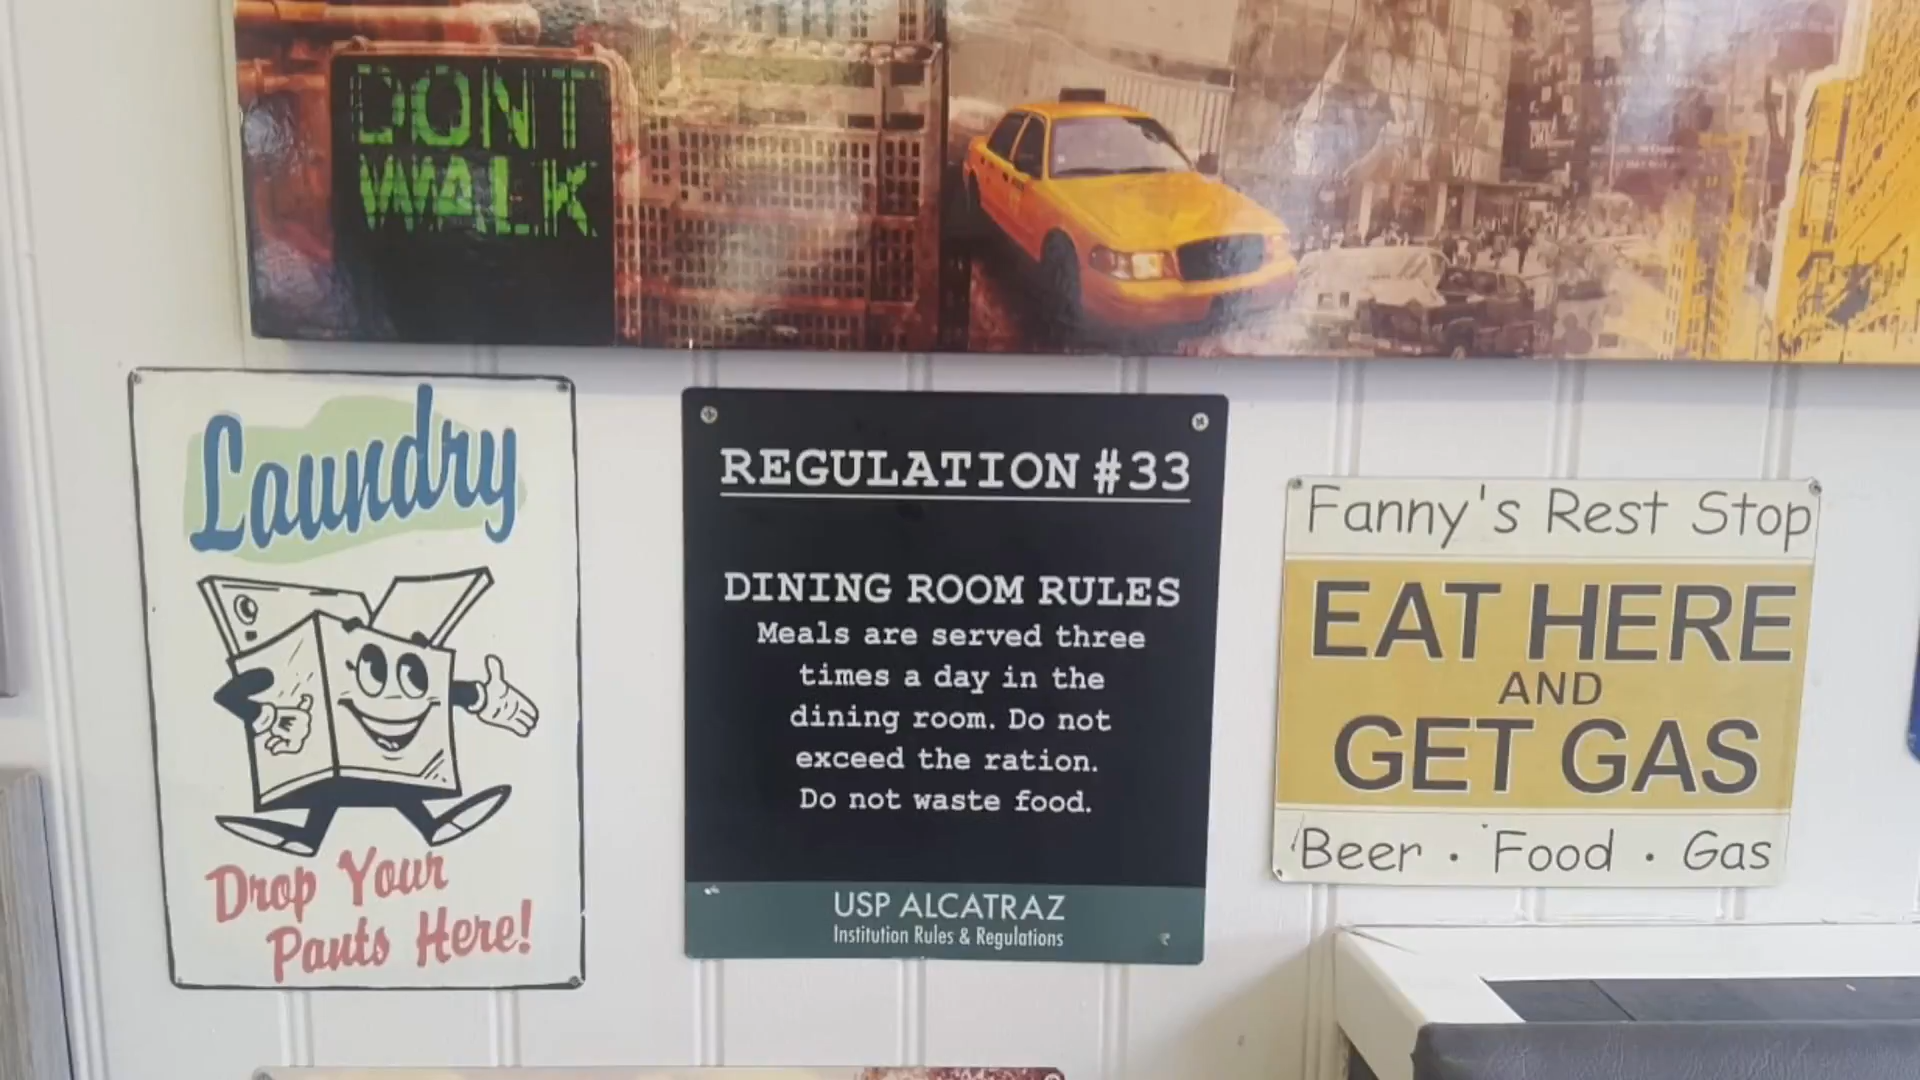 DON'T
WALK
Laundry
Drop Your
Pants Here!
REGULATION #33
DINING ROOM RULES
Meals are served three
times a day in the
dining room. Do not
exceed the ration.
Do not waste food.
USP ALCATRAZ
Institution Rules & Regulations
Fanny's Rest Stop
EAT HERE
AND
GET GAS
Beer · Food · Gas